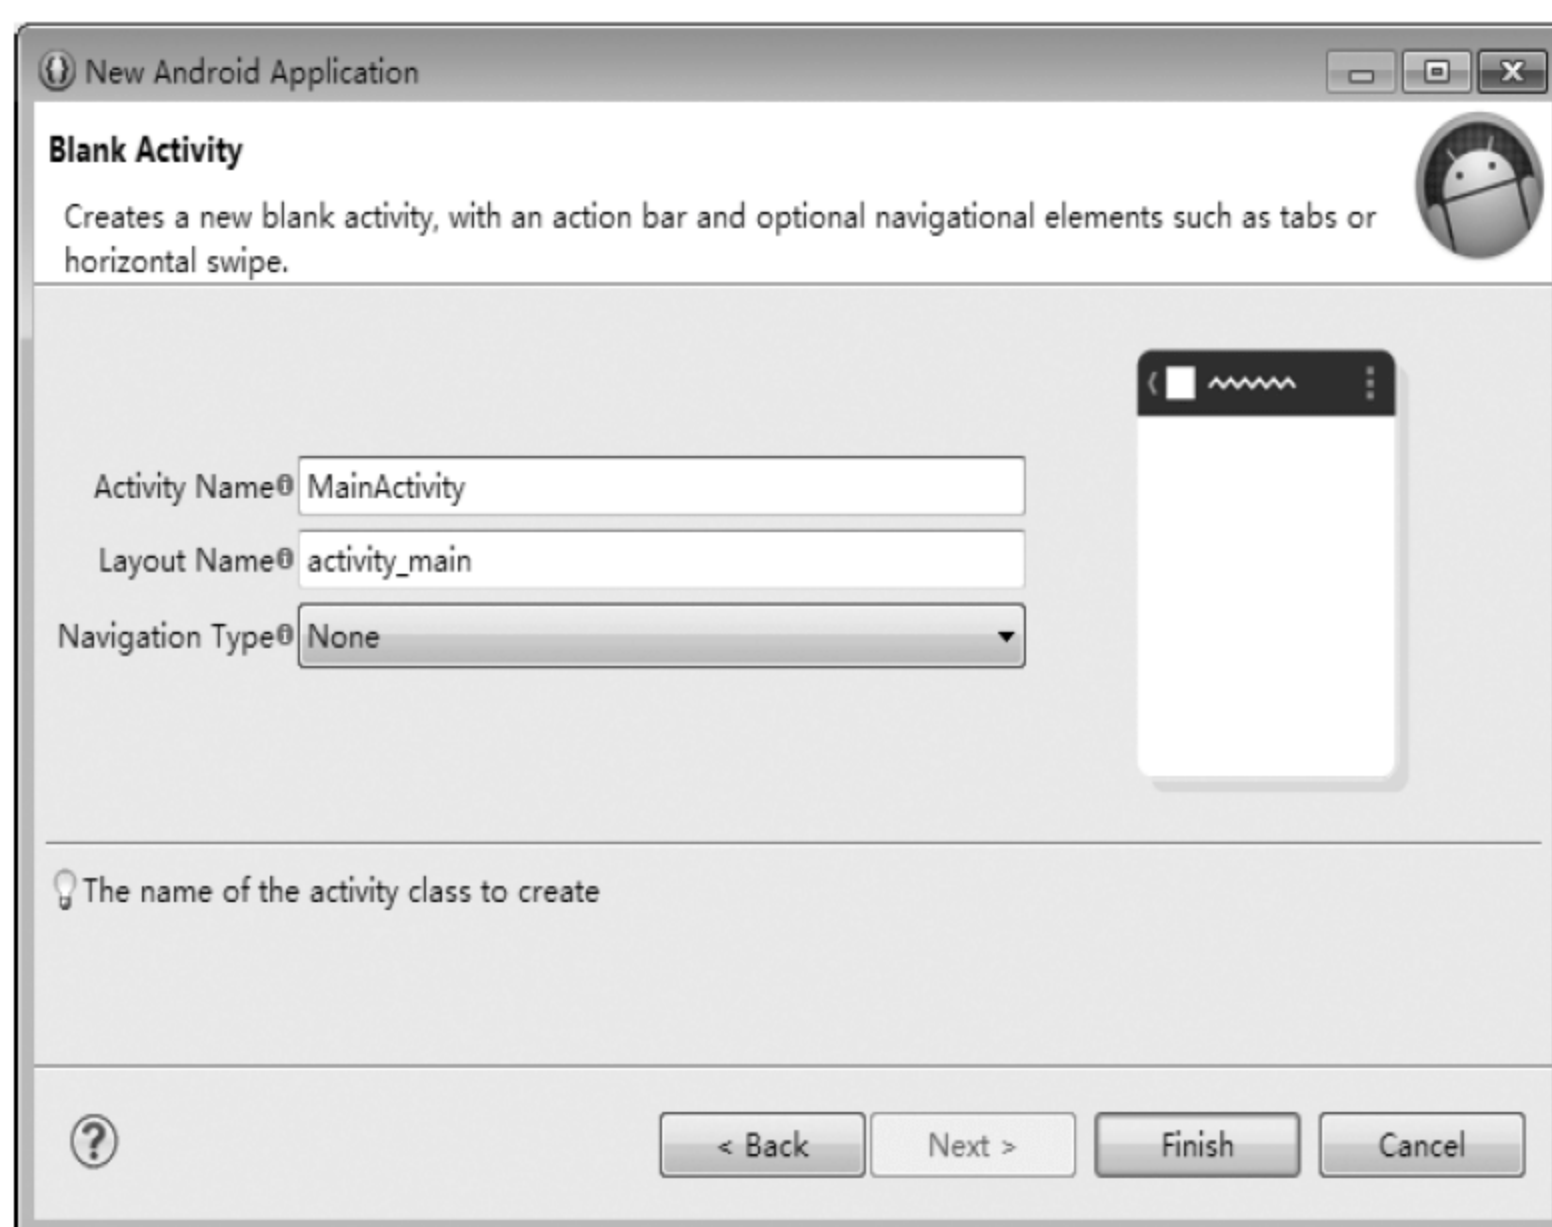 New Android Application
Blank Activity
Creates a new blank activity, with an action bar and optional navigational elements such as tabs or
horizontal swipe.
Activity Name
MainActivity
Layout Name
activity_main
Navigation Type
None
The name of the activity class to create
< Back
Next >
Finish
Cancel